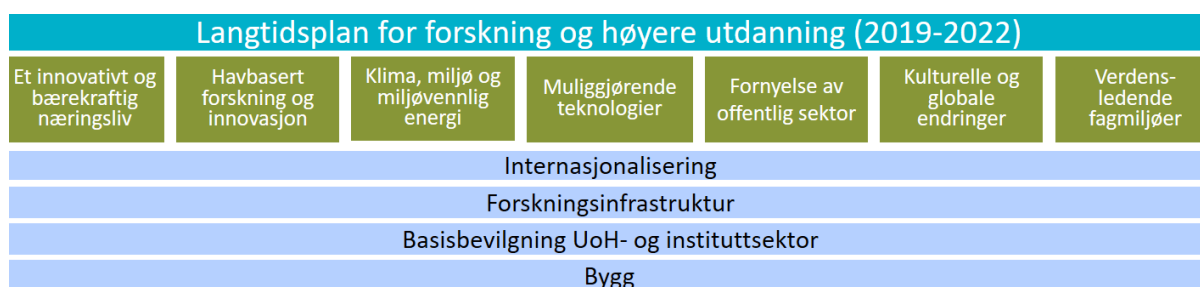 Langtidsplan for forskning og høyere utdanning (2019-2022)
Et innovativt og
bærekraftig
næringsliv
Havbasert
forskning og
innovasjon
Klima, miljø og
miljøvennlig
energi
Muliggjørende
teknologier
Fornyelse av
offentlig sektor
Kulturelle og
globale
endringer
Verdens-
ledende
fagmiljøer
Internasjonalisering
Forskningsinfrastruktur
Basisbevilgning UoH- og instituttsektor
Bygg